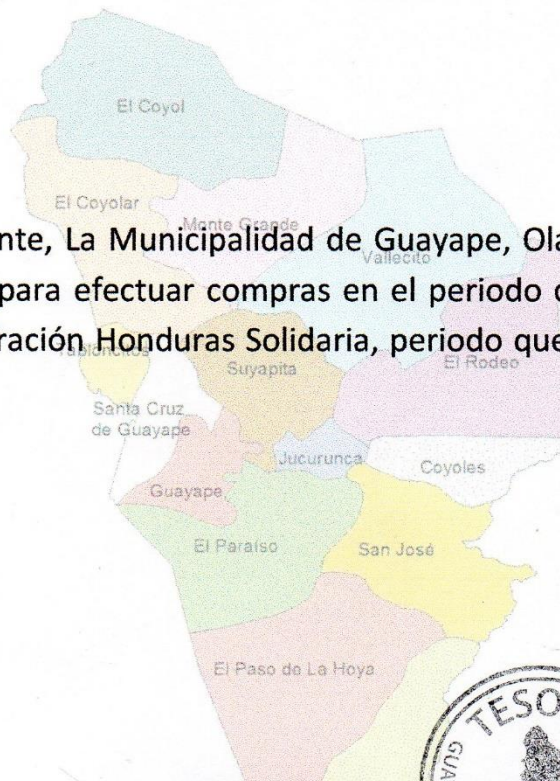 El Coyol
El Coyolar
Monte Grande
nte, La Municipalidad de Guayape, Ola
Vallecito
para efectuar compras en el periodo
ración Honduras Solidaria, periodo que
Suyapita
El Rodeo
Santa Cruz
de Guayape
Jucurunca
Coyoles
Guayape
El Paraíso
San José
El Paso de La Hoya
TESO
GUA